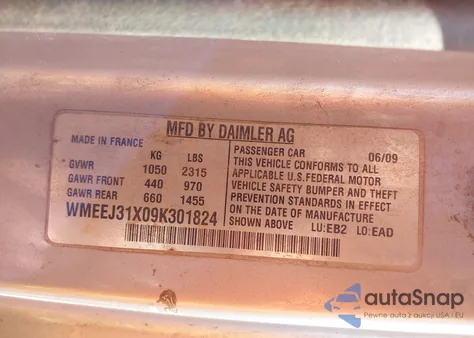 MFD BY DAIMLER AG
MADE IN FRANCE
KG LBS
GVWR 1050 2315
GAWR FRONT 440 970
GAWR REAR 660 1455
WMEEJ31X09K301824
PASSENGER CAR 06/09
THIS VEHICLE CONFORMS TO ALL
APPLICABLE U.S.FEDERAL MOTOR
VEHICLE SAFETY BUMPER AND THEFT
PREVENTION STANDARDS IN EFFECT
ON THE DATE OF MANUFACTURE
SHOWN ABOVE LU:EB2 LO:EAD
autoSnap
Pewne auta z aukcji USA i EU